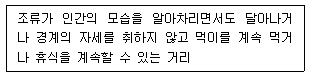 조류가 인간의 모습을 알아차리면서도 달아나거
나 경계의 자세를 취하지 않고 먹이를 계속 먹거
나 휴식을 계속할 수 있는 거리